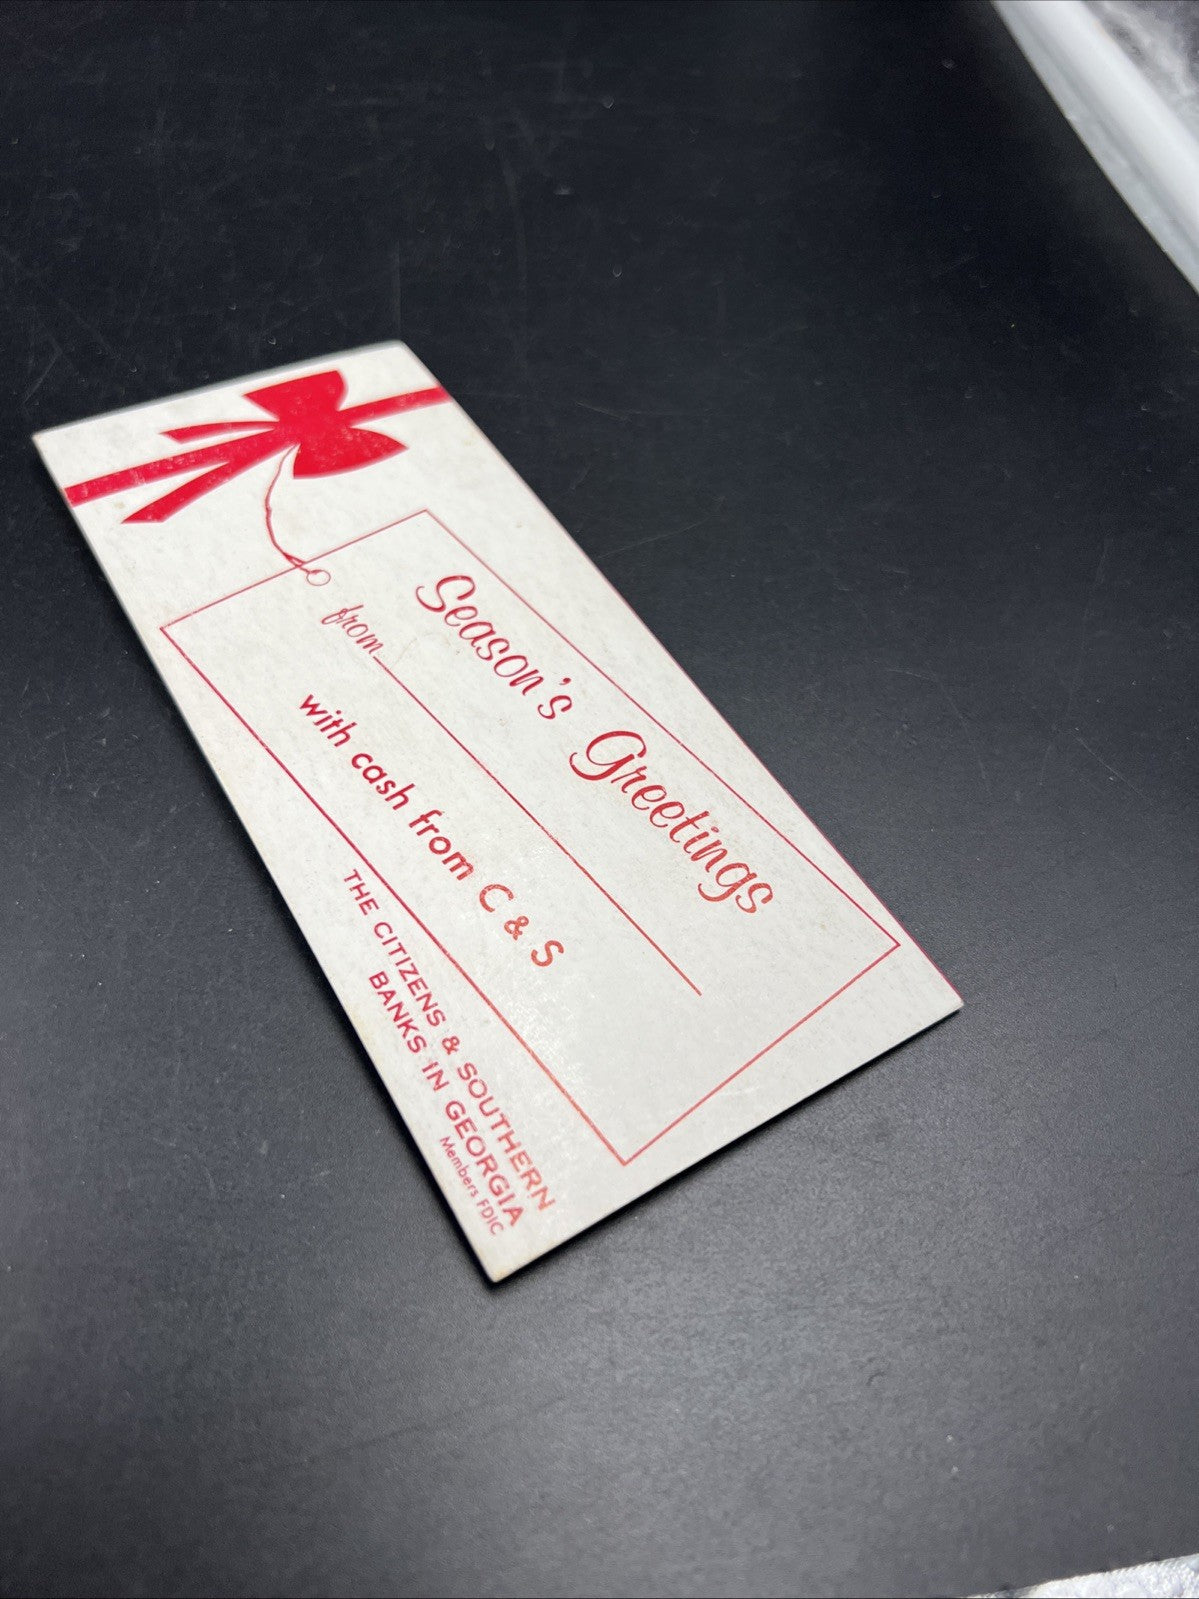 Season's Greetings
from
with cash from C & S
THE CITIZENS & SOUTHERN
BANKS IN GEORGIA
Members FDIC